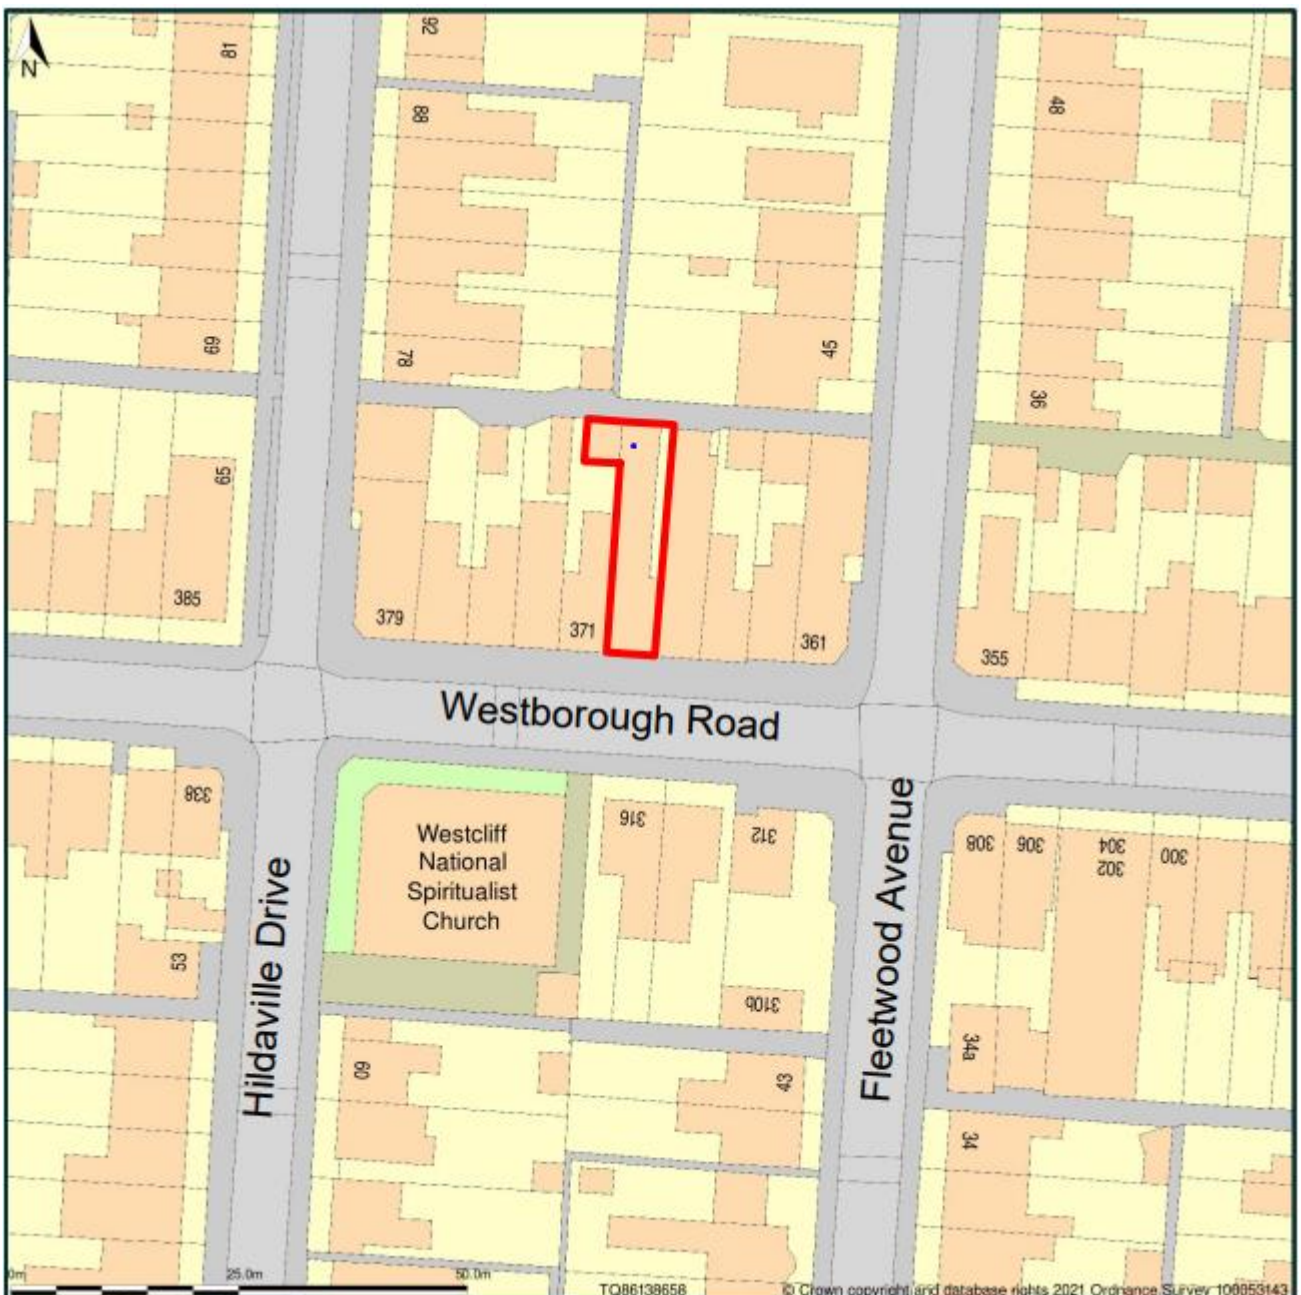 N
81
92
88
48
69
78
45
36
65
385
379
371
361
355
Westborough Road
338
Westcliff
National
Spiritualist
Church
316
312
308
306
304
302
300
Hildaville Drive
Fleetwood Avenue
53
310b
60
43
34a
34
0m
25.0m
50.0m
TQ86138658
© Crown copyright and database rights 2021 Ordnance Survey 100053143